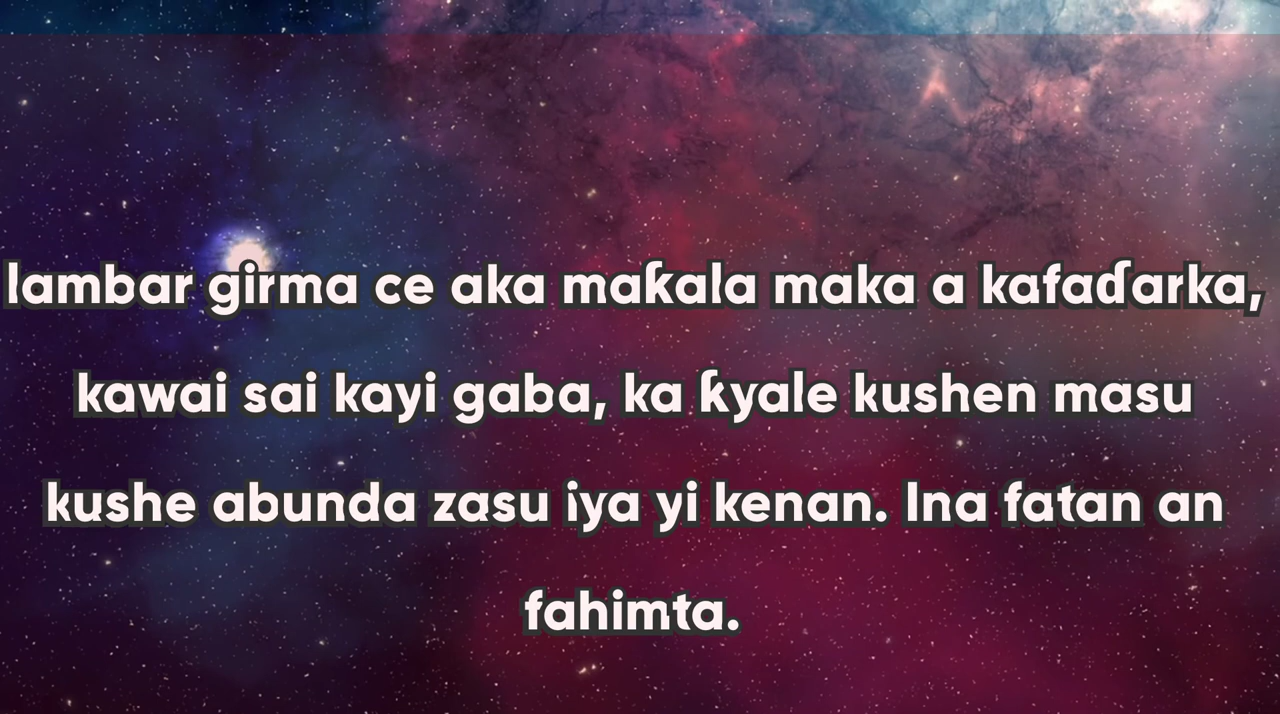 lambar girma ce aka maƙala maka a kafaɗarka,
kawai sai kayi gaba, ka ƙyale kushen masu
kushe abunda zasu iya yi kenan. Ina fatan an
fahimta.